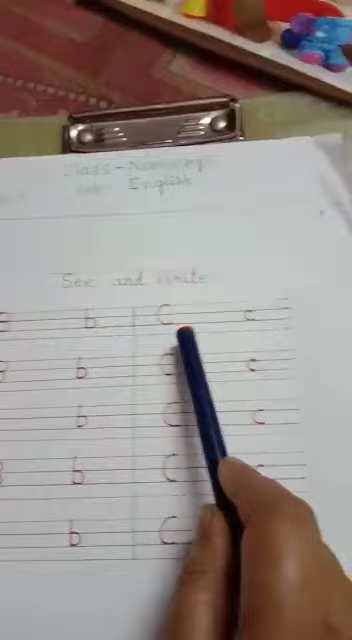 Class - Nursery
Sub: English
See and Write
B b C c
B b C c
b C c
B b C c
b C